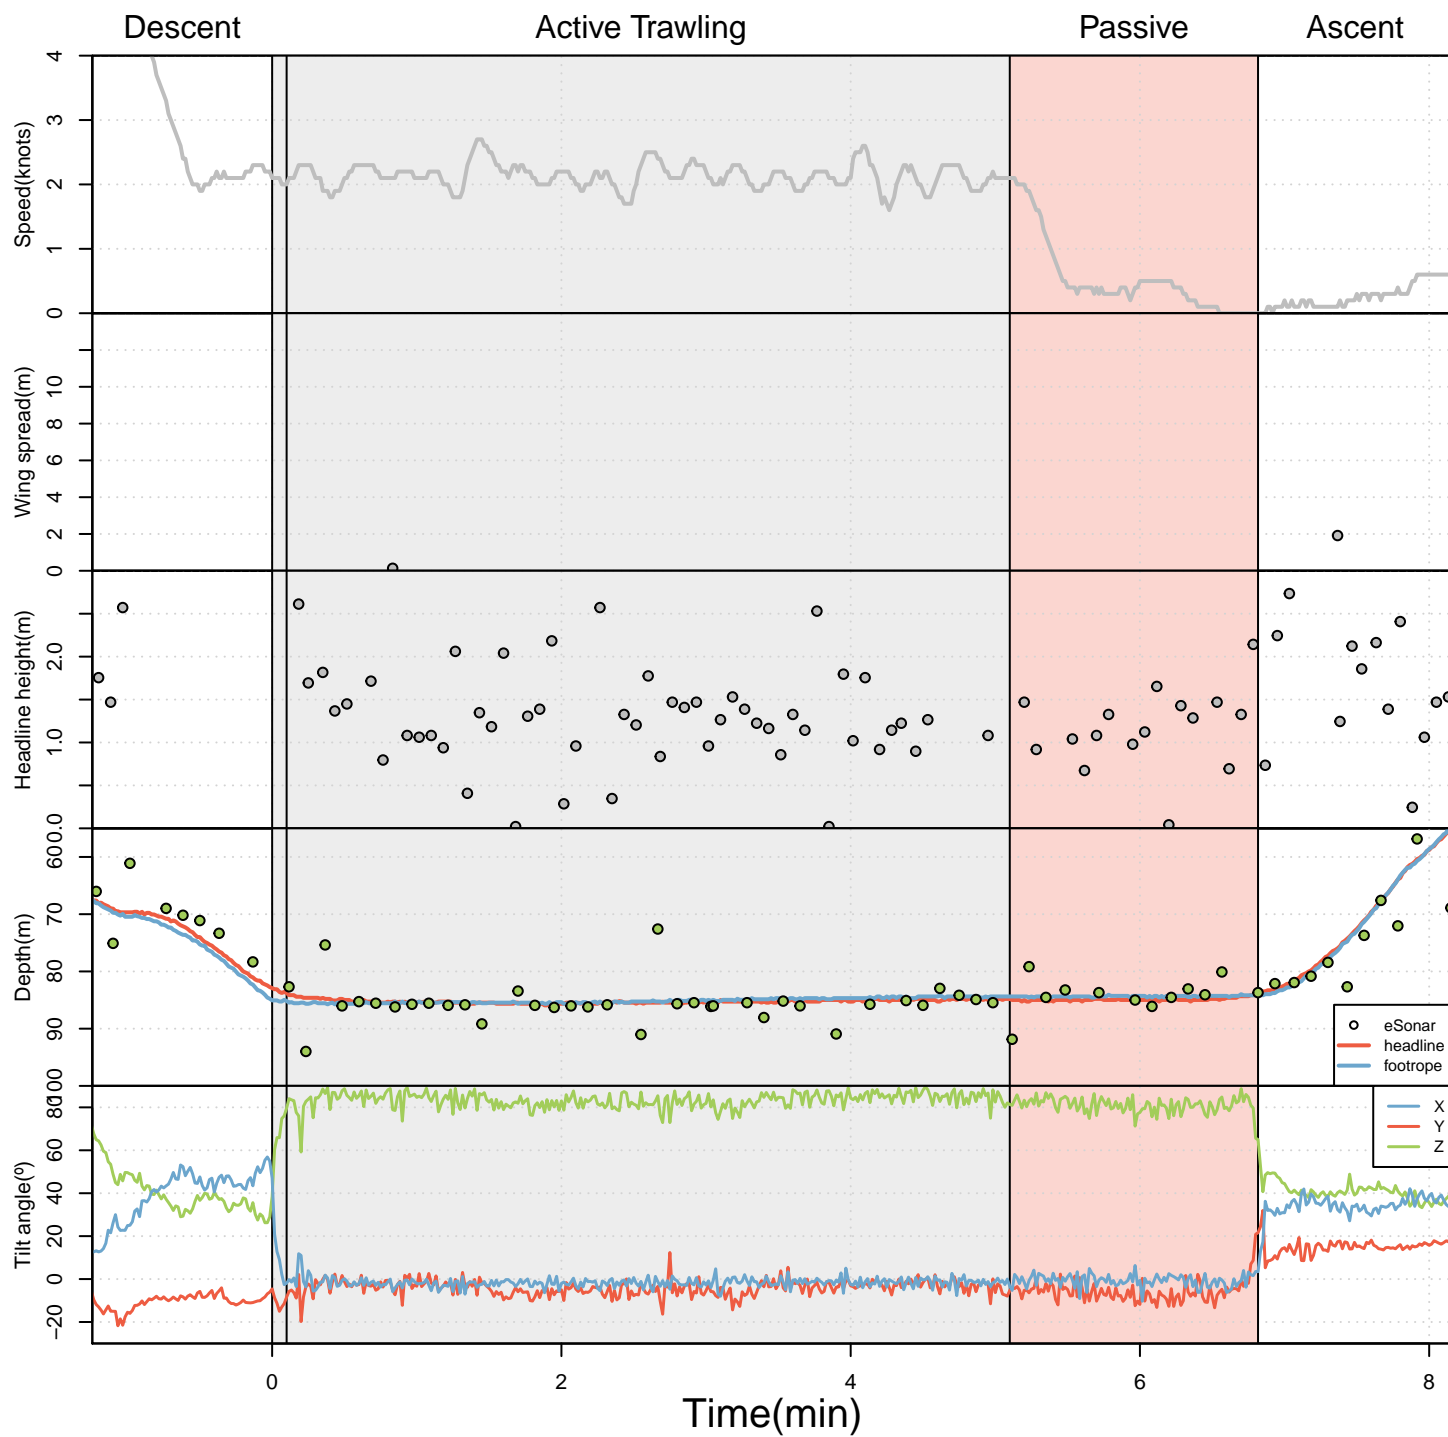 Descent Active Trawling Passive Ascent
Speed(knots)
4
3
2
1
0
Wing spread(m)
10
8
6
4
2
0
Headline height(m)
2.0
1.0
0.0
Depth(m)
60
70
80
90
100
eSonar
headline
footrope
Tilt angle(º)
80
60
40
20
0
−20
X
Y
Z
0 2 4 6 8
Time(min)